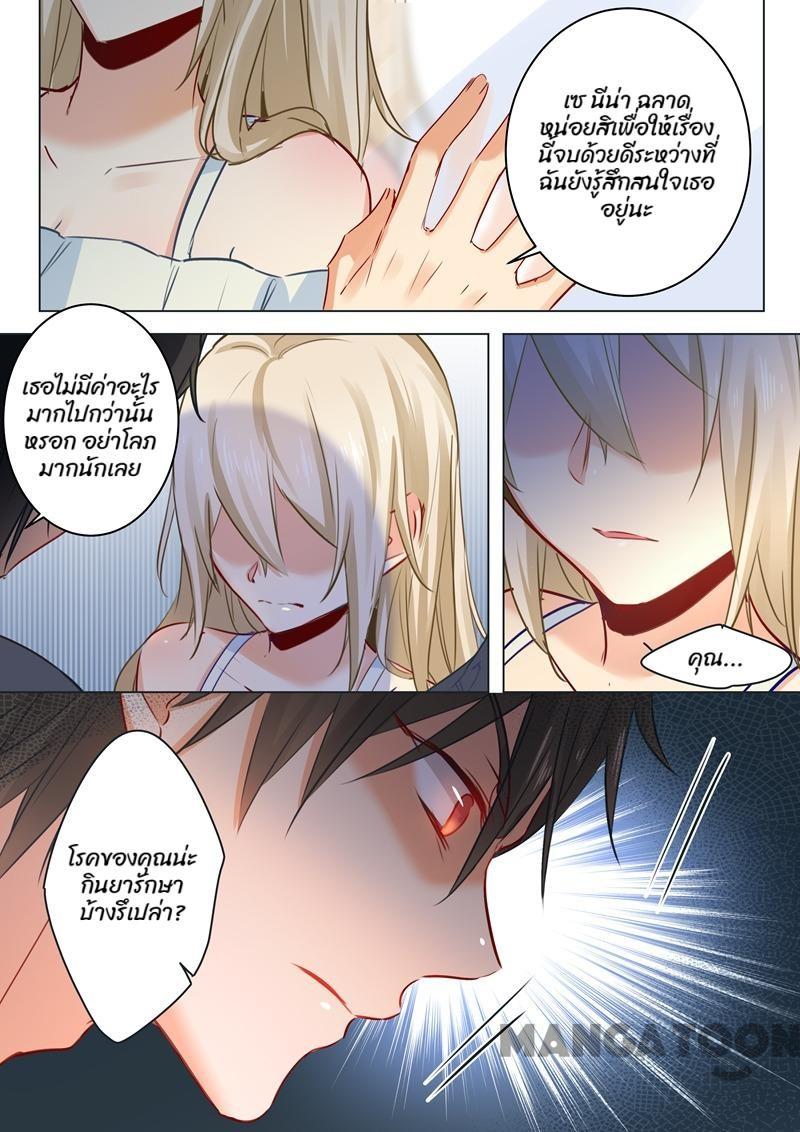 เซ นีน่า ฉลาด
หน่อยสิเพื่อให้เรื่อง
นี้จบด้วยดีระหว่างที่
ฉันยังรู้สึกสนใจเธอ
อยู่นะ
เธอไม่มีค่าอะไร
มากไปกว่านั้น
หรอก อย่าโลภ
มากนักเลย
คุณ...
โรคของคุณน่ะ
กินยารักษา
บ้างรึเปล่า?
MANGATOON